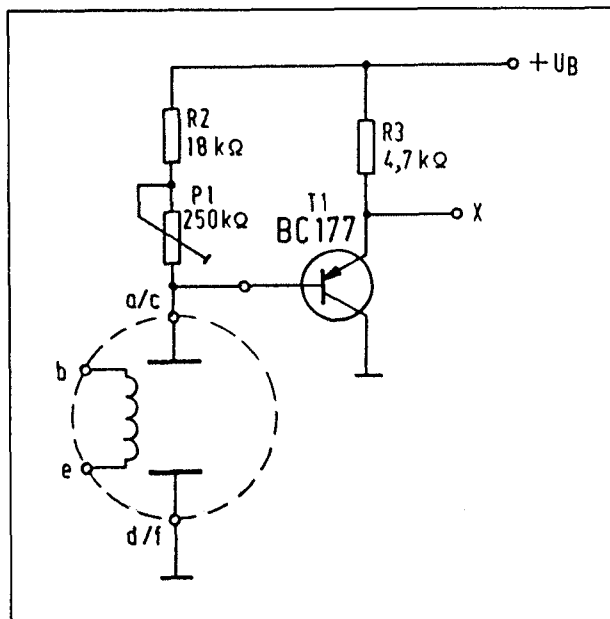 +UB
R2
18 kΩ
R3
4,7 kΩ
P1
250kΩ
T1
BC177
X
a/c
b
e
d/f